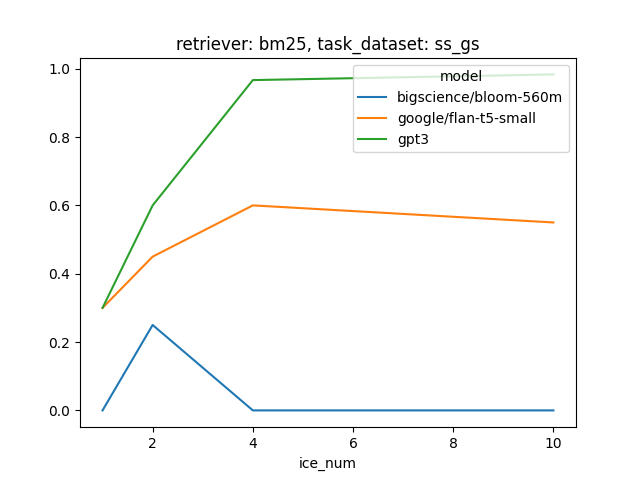 retriever: bm25, task_dataset: ss_gs
model
bigscience/bloom-560m
google/flan-t5-small
gpt3
1.0
0.8
0.6
0.4
0.2
0.0
2
4
6
8
10
ice_num